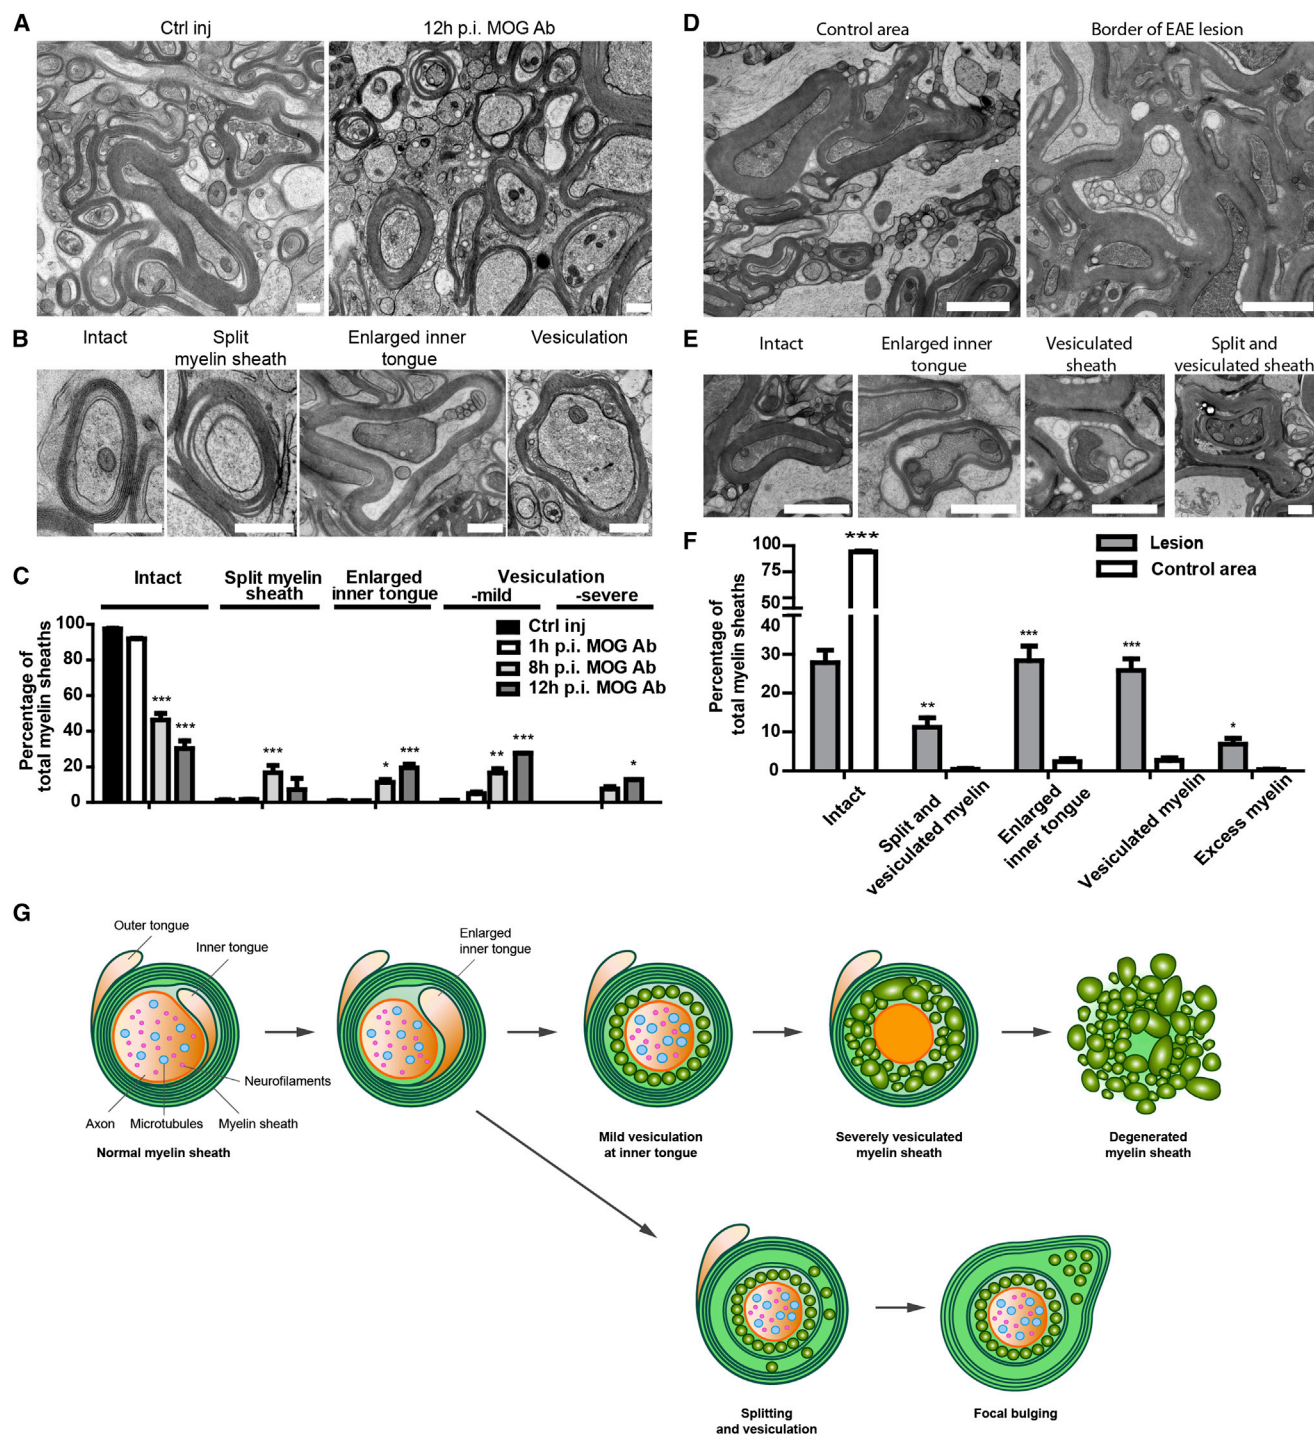 A
Ctrl inj
12h p.i. MOG Ab
B
Intact
Split
myelin sheath
Enlarged inner
tongue
Vesiculation
C
Intact
Split myelin
sheath
Enlarged
inner tongue
Vesiculation
-mild
-severe
Ctrl inj
1h p.i. MOG Ab
8h p.i. MOG Ab
12h p.i. MOG Ab
Percentage of
total myelin sheaths
100
80
60
40
20
0
***
***
***
*
***
**
***
*
D
Control area
Border of EAE lesion
E
Intact
Enlarged inner
tongue
Vesiculated
sheath
Split and
vesiculated sheath
F
Percentage of
total myelin sheaths
100
75
50
40
30
20
10
0
***
**
***
***
*
Lesion
Control area
Intact
Split and
vesiculated myelin
Enlarged
inner tongue
Vesiculated myelin
Excess myelin
G
Outer tongue
Inner tongue
Enlarged
inner tongue
Neurofilaments
Axon
Microtubules
Myelin sheath
Normal myelin sheath
Mild vesiculation
at inner tongue
Severely vesiculated
myelin sheath
Degenerated
myelin sheath
Splitting
and vesiculation
Focal bulging